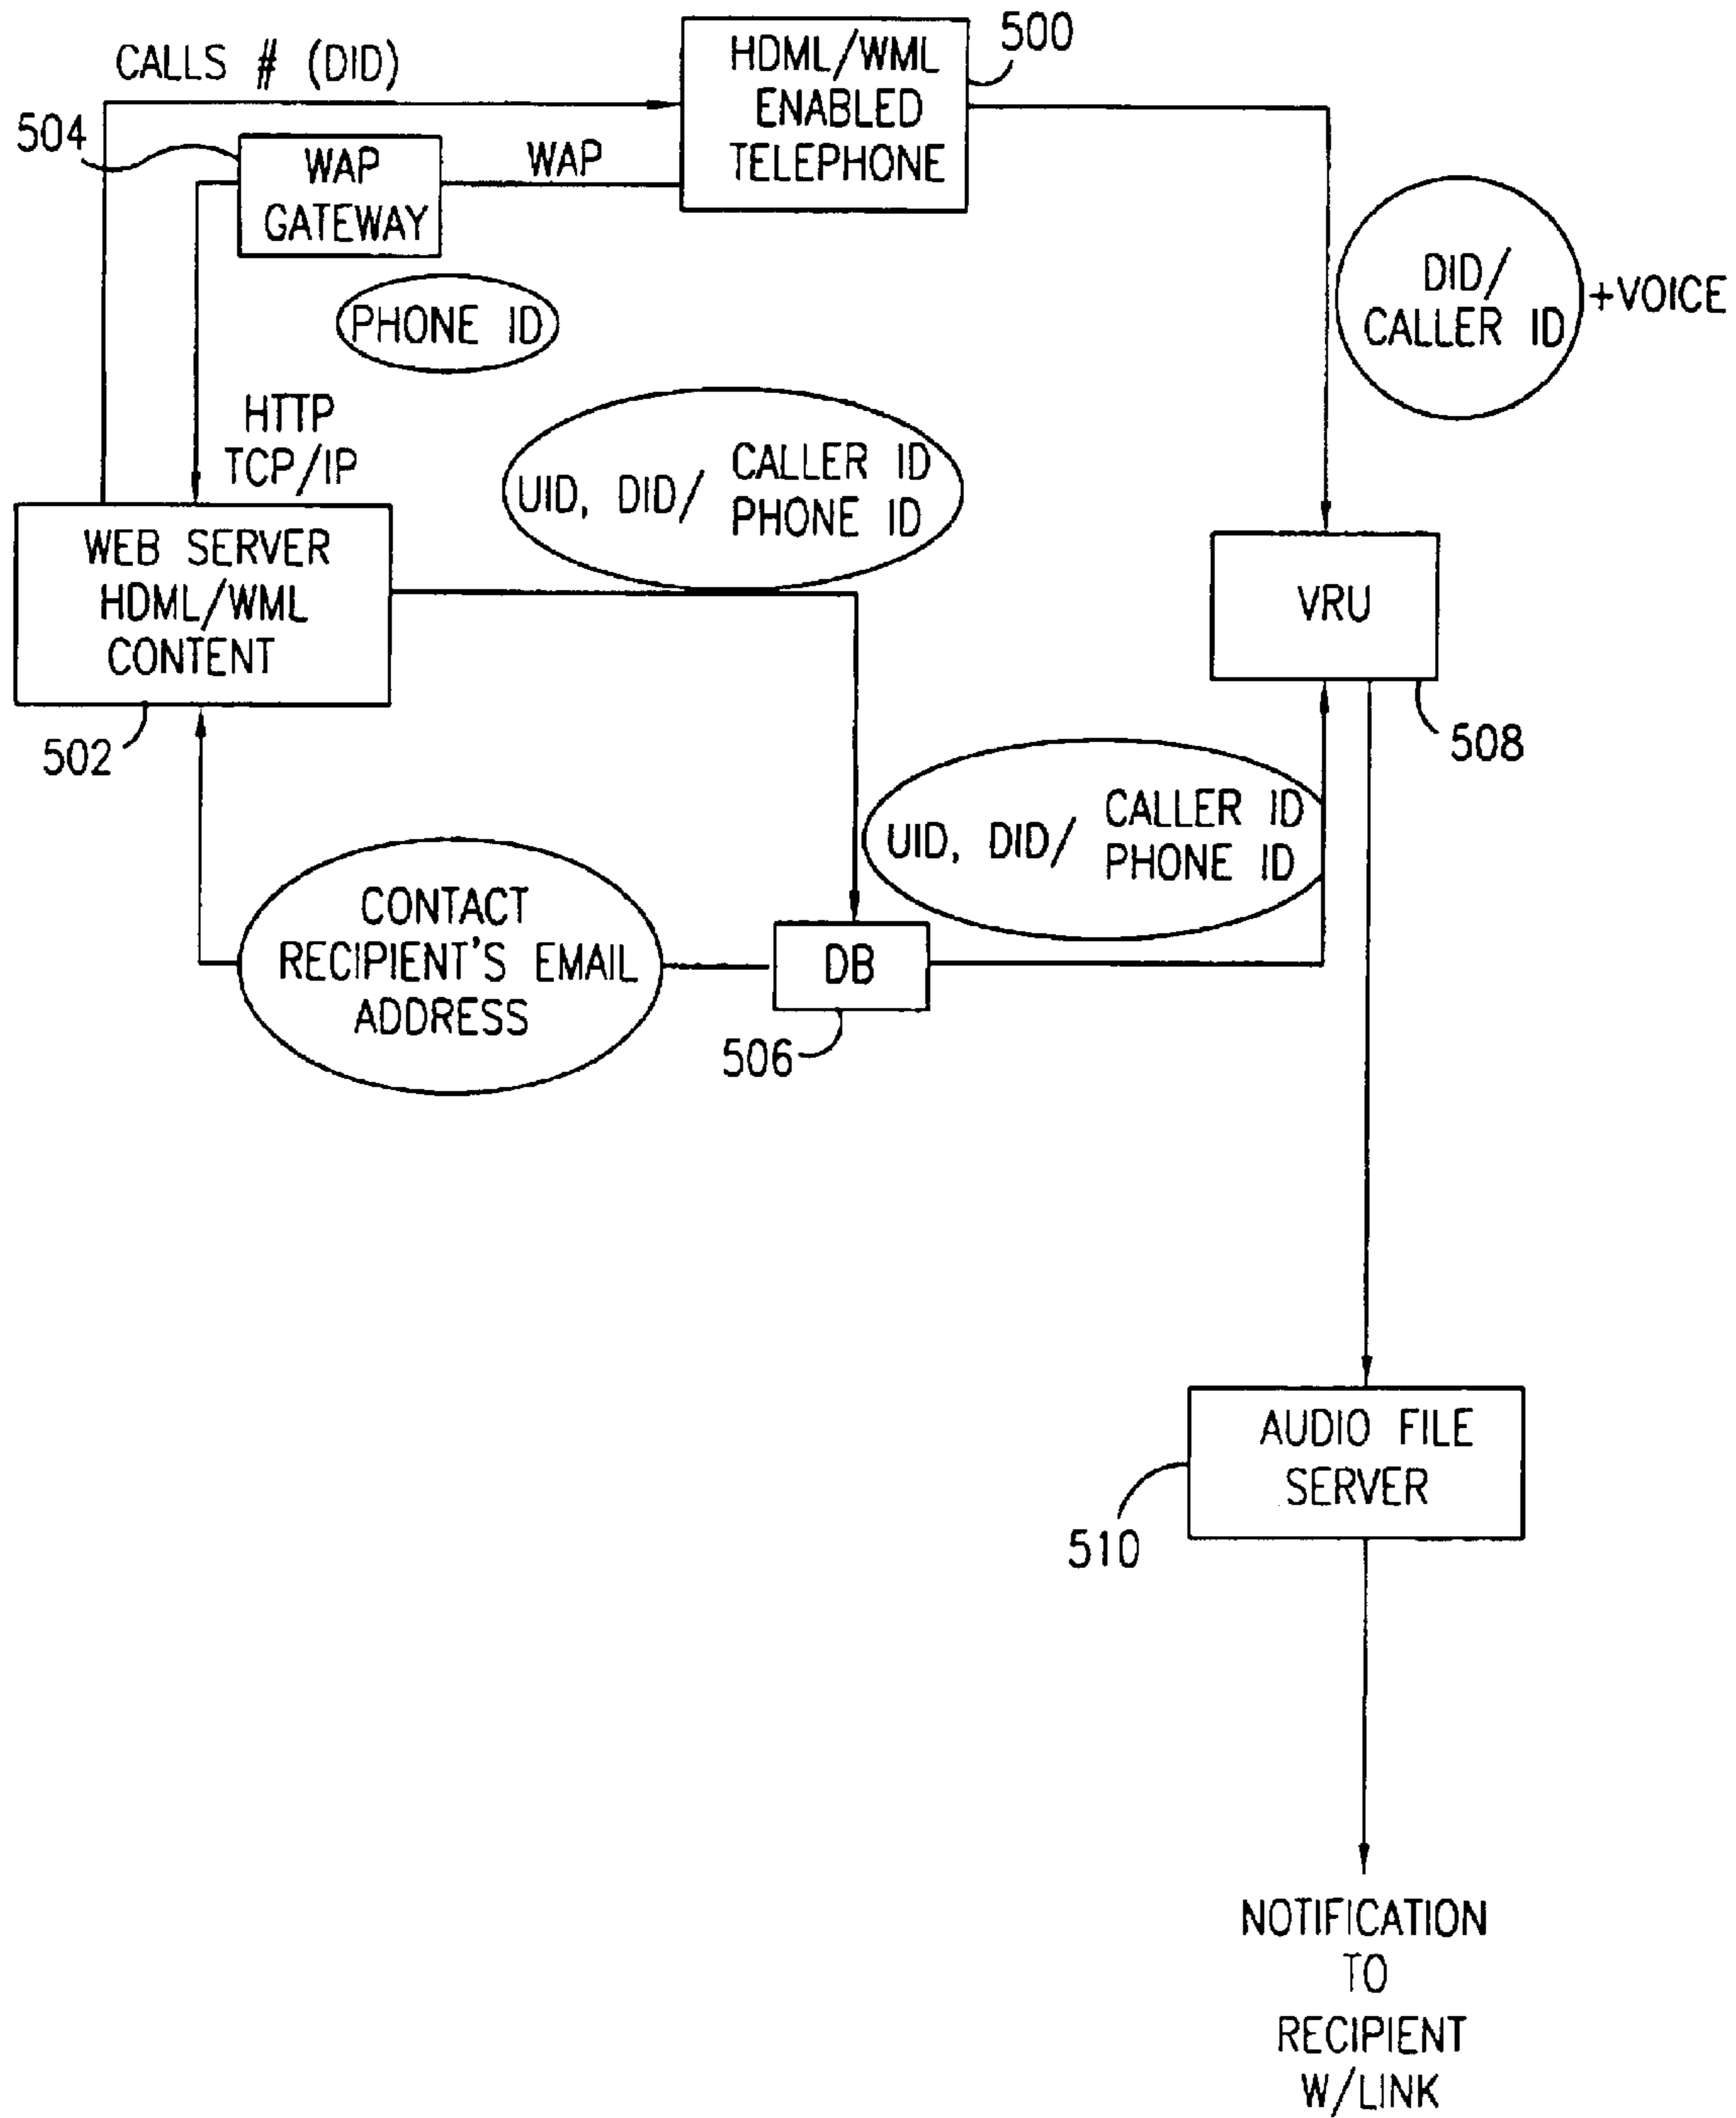 CALLS # (DID)
HDML/WML
ENABLED
TELEPHONE
500
504
WAP
GATEWAY
WAP
PHONE ID
DID/
CALLER ID
+VOICE
HTTP
TCP/IP
UID, DID/ CALLER ID
PHONE ID
WEB SERVER
HDML/WML
CONTENT
502
VRU
508
UID, DID/ CALLER ID
PHONE ID
CONTACT
RECIPIENT'S EMAIL
ADDRESS
DB
506
AUDIO FILE
SERVER
510
NOTIFICATION
TO
RECIPIENT
W/LINK